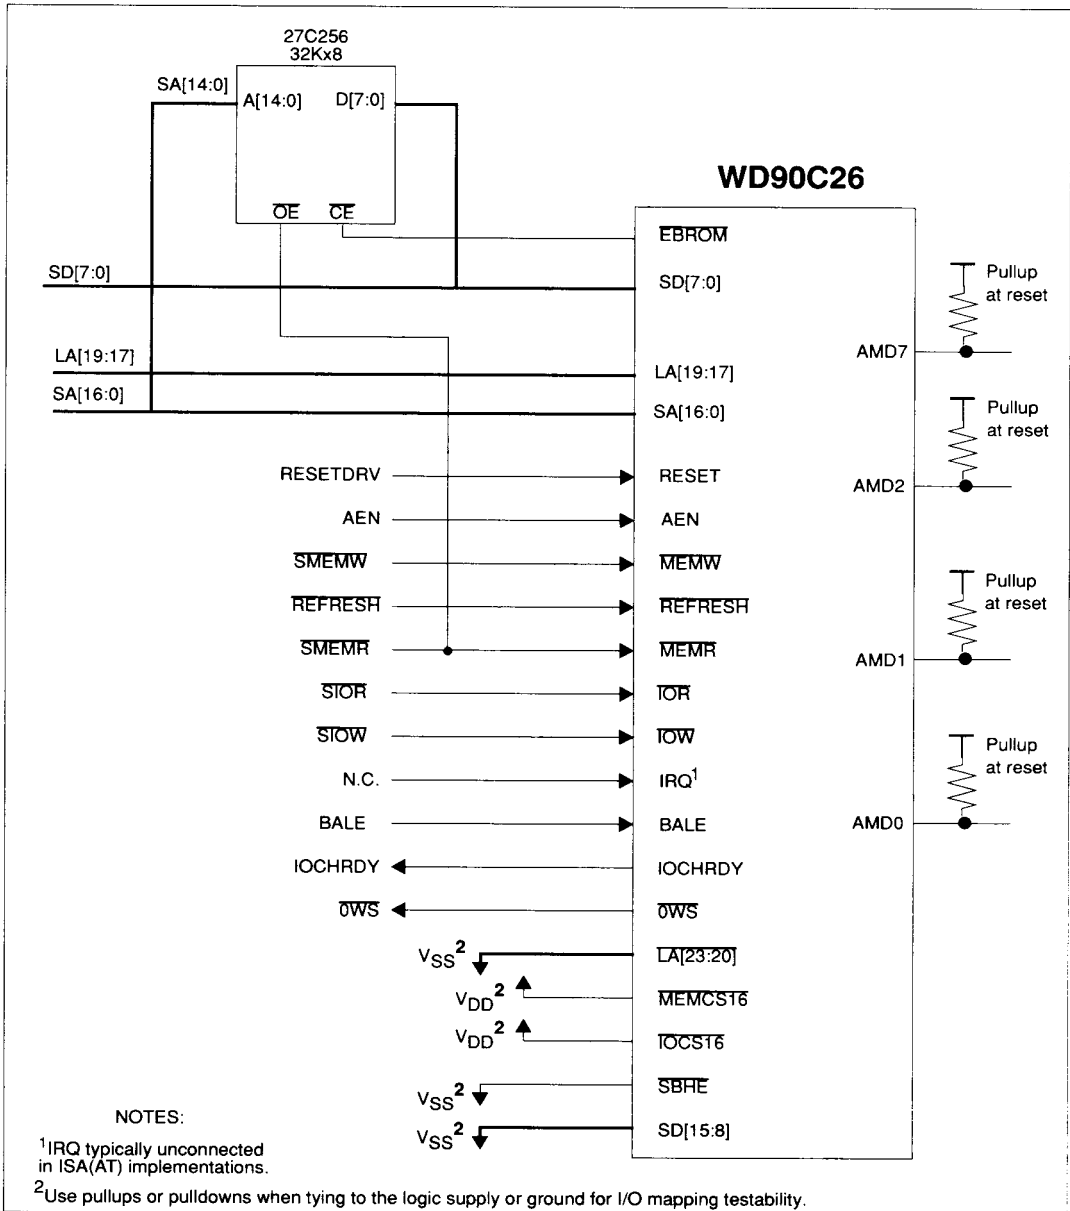 27C256
32Kx8
SA[14:0]
A[14:0] D[7:0]
OE CE
WD90C26
EBROM
SD[7:0]
SD[7:0]
Pullup
at reset
AMD7
LA[19:17]
LA[19:17]
SA[16:0]
SA[16:0]
Pullup
at reset
RESETDRV RESET
AMD2
AEN AEN
SMEMW MEMW
REFRESH REFRESH
Pullup
at reset
SMEMR MEMR
AMD1
SIOR IOR
SIOW IOW
Pullup
at reset
N.C. IRQ1
BALE BALE
AMD0
IOCHRDY IOCHRDY
0WS 0WS
VSS2 LA[23:20]
VDD2 MEMCS16
VDD2 IOCS16
VSS2 SBHE
VSS2 SD[15:8]
NOTES:
1IRQ typically unconnected
in ISA(AT) implementations.
2Use pullups or pulldowns when tying to the logic supply or ground for I/O mapping testability.